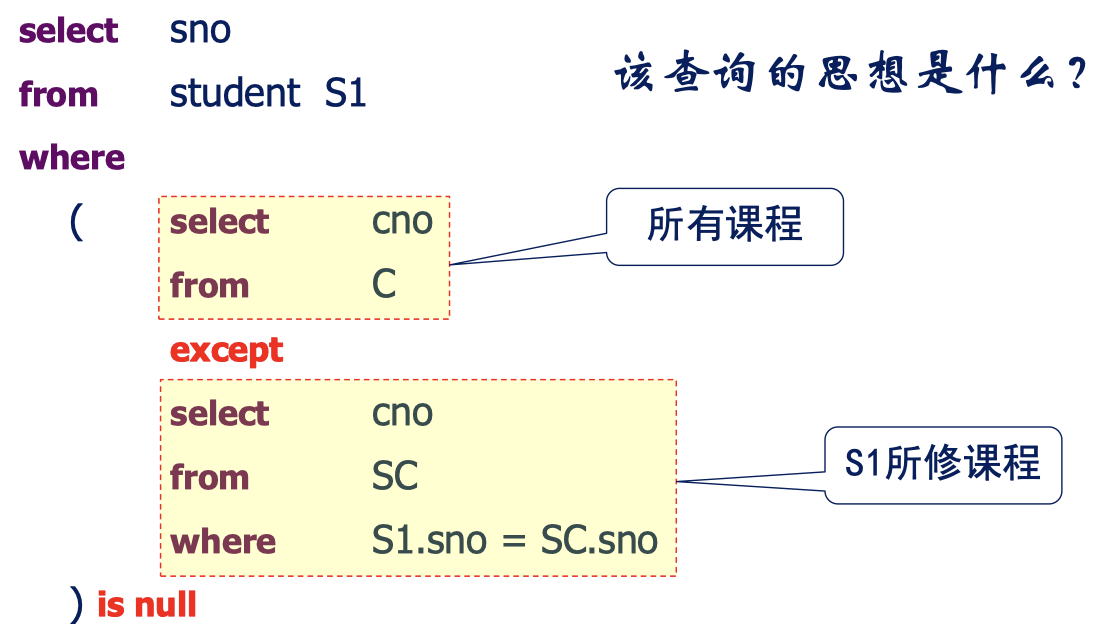 select sno
from student S1
该查询的思想是什么？
where
( select cno
所有课程
from C
except
select cno
from SC
S1所修课程
where S1.sno = SC.sno
) is null